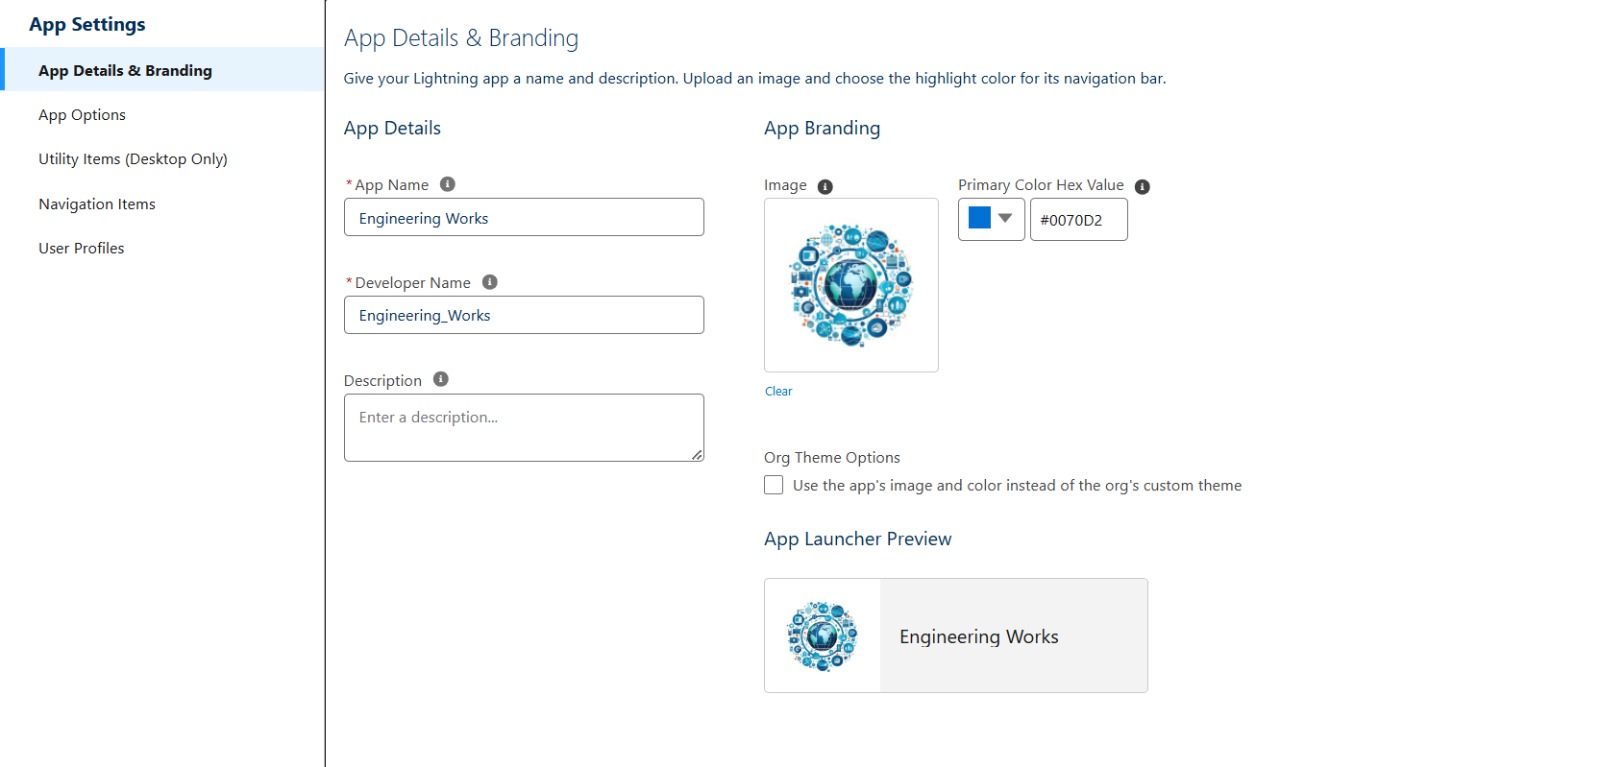 App Settings
App Details & Branding
App Options
Utility Items (Desktop Only)
Navigation Items
User Profiles
App Details & Branding
Give your Lightning app a name and description. Upload an image and choose the highlight color for its navigation bar.
App Details
* App Name
Engineering Works
* Developer Name
Engineering_Works
Description
Enter a description...
App Branding
Image
Clear
Primary Color Hex Value
#0070D2
Org Theme Options
Use the app's image and color instead of the org's custom theme
App Launcher Preview
Engineering Works